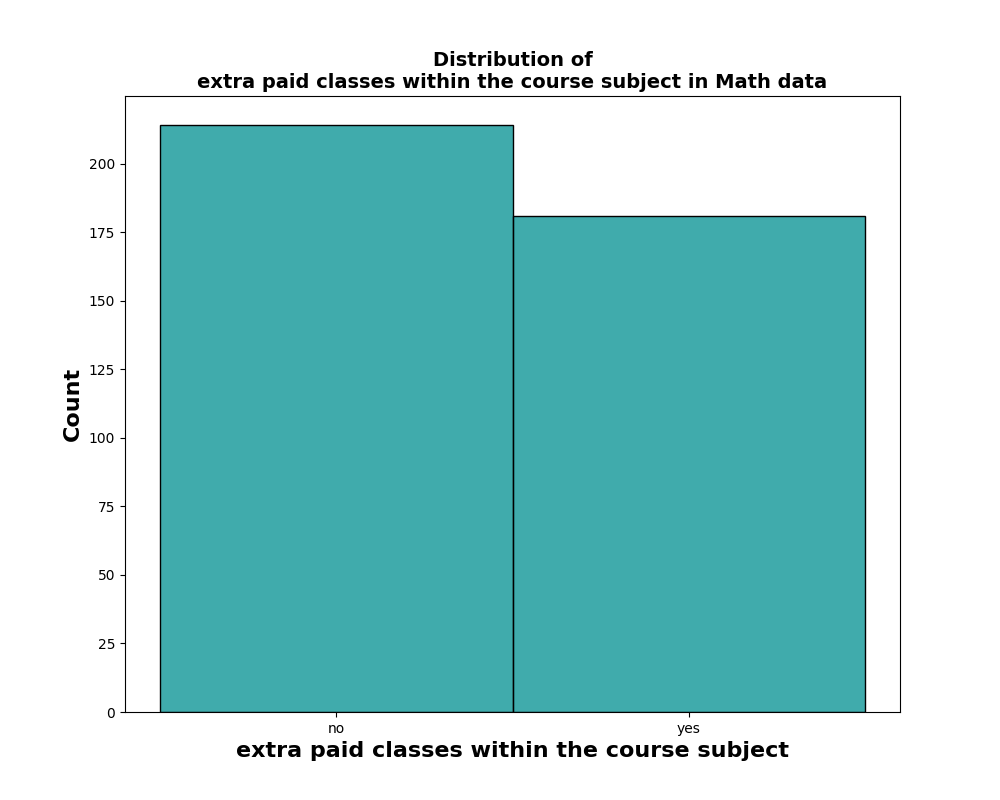 Distribution of
extra paid classes within the course subject in Math data
Count
200
175
150
125
100
75
50
25
0
no yes
extra paid classes within the course subject